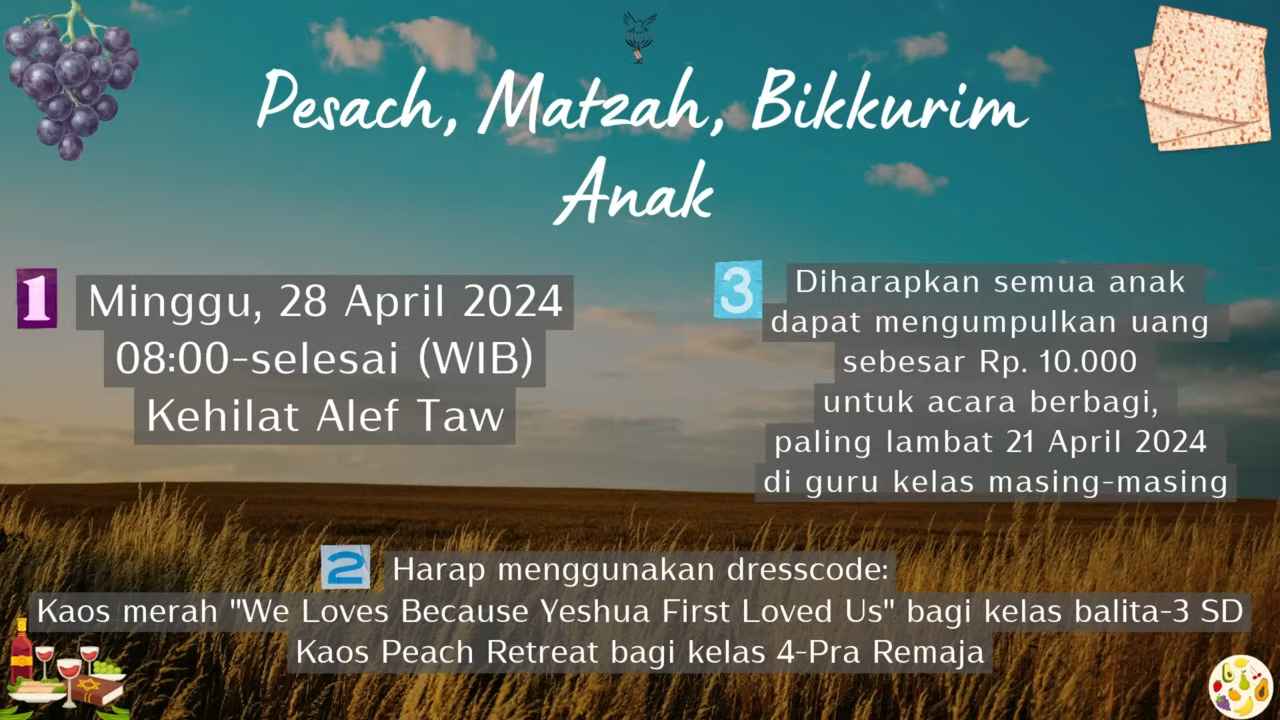 Pesach, Matzah, Bikkurim
Anak
1
Minggu, 28 April 2024
08:00-selesai (WIB)
Kehilat Alef Taw
2
Harap menggunakan dresscode:
Kaos merah "We Loves Because Yeshua First Loved Us" bagi kelas balita-3 SD
Kaos Peach Retreat bagi kelas 4-Pra Remaja
3
Diharapkan semua anak
dapat mengumpulkan uang
sebesar Rp. 10.000
untuk acara berbagi,
paling lambat 21 April 2024
di guru kelas masing-masing